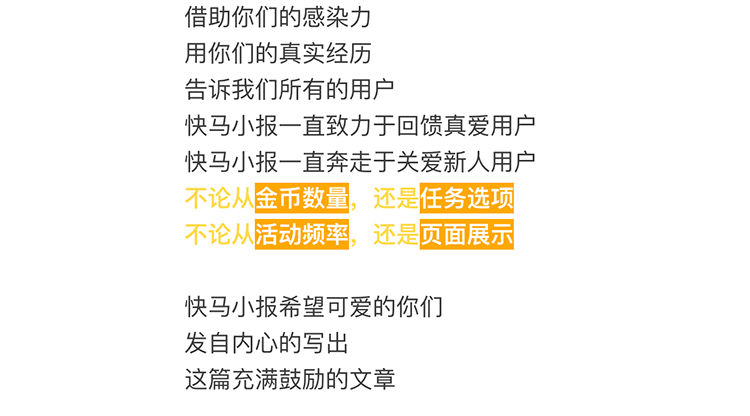 借助你们的感染力
用你们的真实经历
告诉我们所有的用户
快马小报一直致力于回馈真爱用户
快马小报一直奔走于关爱新人用户
不论从金币数量，还是任务选项
不论从活动频率，还是页面展示
快马小报希望可爱的你们
发自内心的写出
这篇充满鼓励的文章